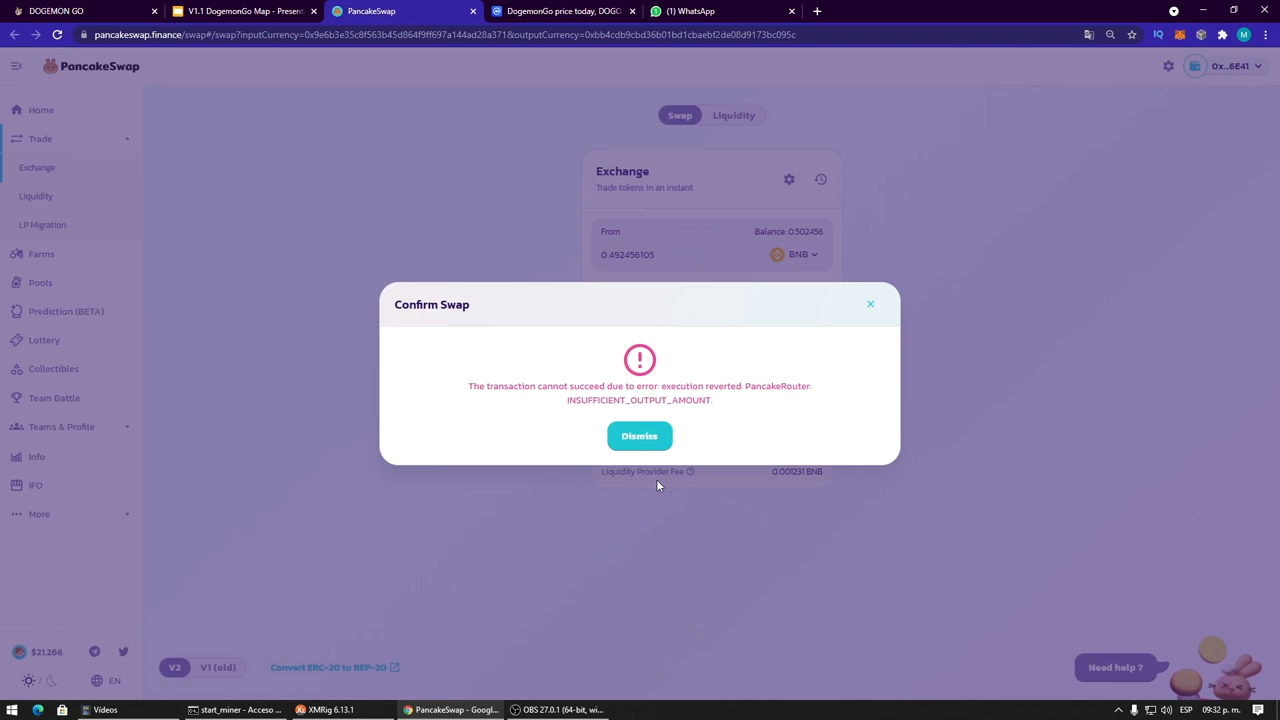 DOGEMON GO
V1.1 DogemonGo Map - Present
PancakeSwap
DogemonGo price today, DOGO
(1) WhatsApp
pancakeswap.finance/swap#/swap?inputCurrency=0x9e6b3e35c8f563b45d864f9ff697a144ad28a371&outputCurrency=0xbb4cdb9cbd36b01bd1cbaebf2de08d9173bc095c
IQ
M
PancakeSwap
0x...6E41
Home
Trade
Exchange
Liquidity
LP Migration
Farms
Pools
Prediction (BETA)
Lottery
Collectibles
Team Battle
Teams & Profile
Info
IFO
More
Swap
Liquidity
Exchange
Trade tokens in an instant
From
Balance: 0.502456
0.492456105
BNB
Confirm Swap
The transaction cannot succeed due to error: execution reverted: PancakeRouter:
INSUFFICIENT_OUTPUT_AMOUNT.
Dismiss
Liquidity Provider Fee
0.001231 BNB
$21.266
EN
V2
V1 (old)
Convert ERC-20 to BEP-20
Need help ?
Vídeos
start_miner - Acceso ...
XMRig 6.13.1
PancakeSwap - Googl...
OBS 27.0.1 (64-bit, wi...
ESP
09:32 p. m.